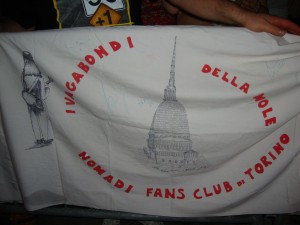 I VAGABONDI
DELLA MOLE
NOMADI FANS CLUB DI TORINO